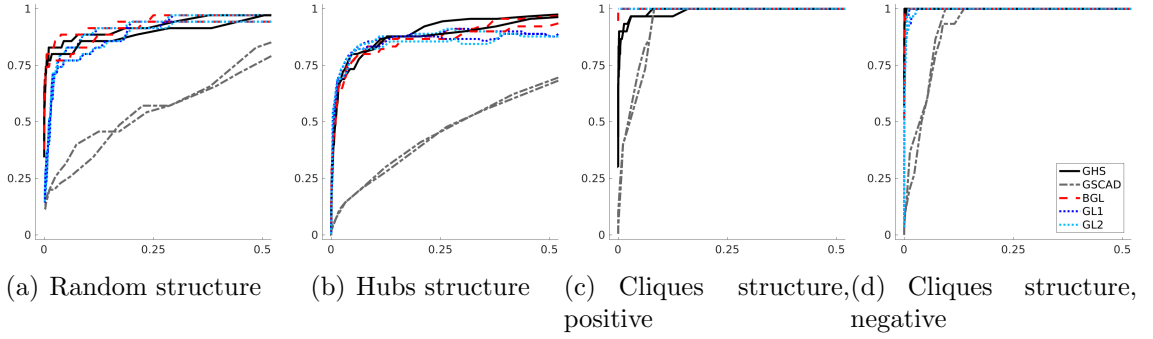 1
0.75
0.5
0.25
0
0 0.25 0.5
1
0.75
0.5
0.25
0
0 0.25 0.5
1
0.75
0.5
0.25
0
0 0.25 0.5
1
0.75
0.5
0.25
0
0 0.25 0.5
GHS
GSCAD
BGL
GL1
GL2
(a) Random structure
(b) Hubs structure
(c) Cliques structure,
positive
(d) Cliques structure,
negative